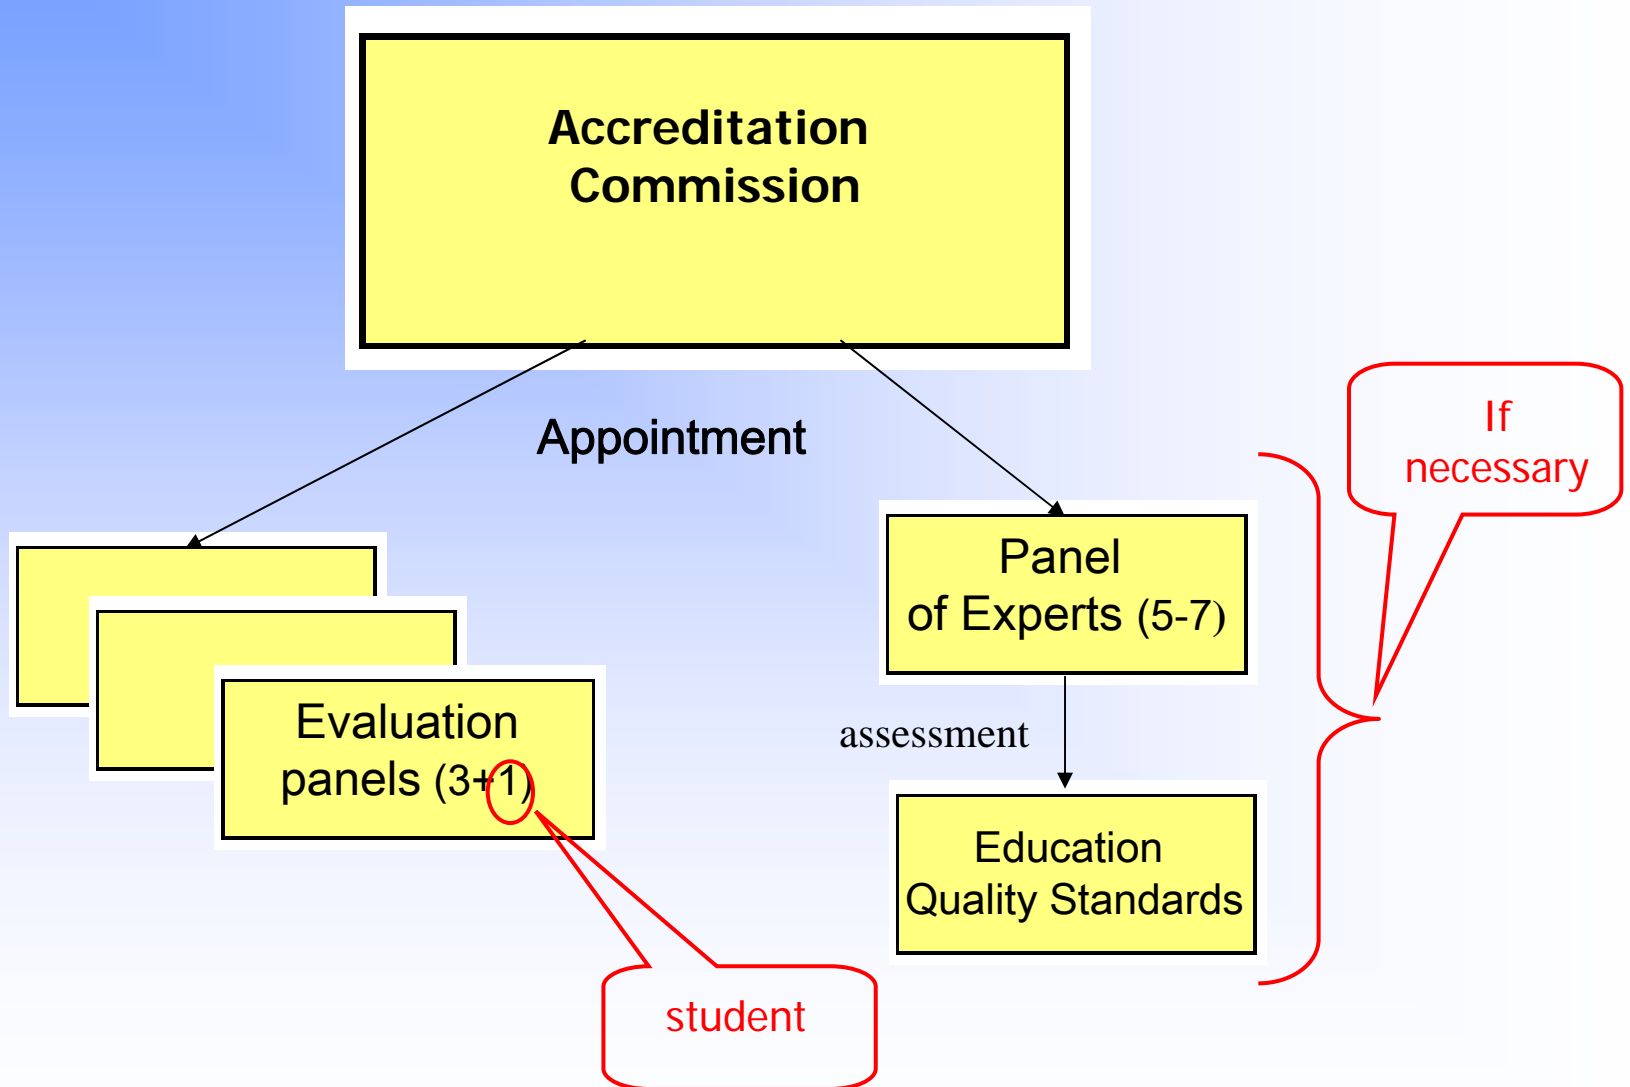 Accreditation
Commission
Appointment
If
necessary
Panel
of Experts (5-7)
Evaluation
panels (3+1)
assessment
Education
Quality Standards
student